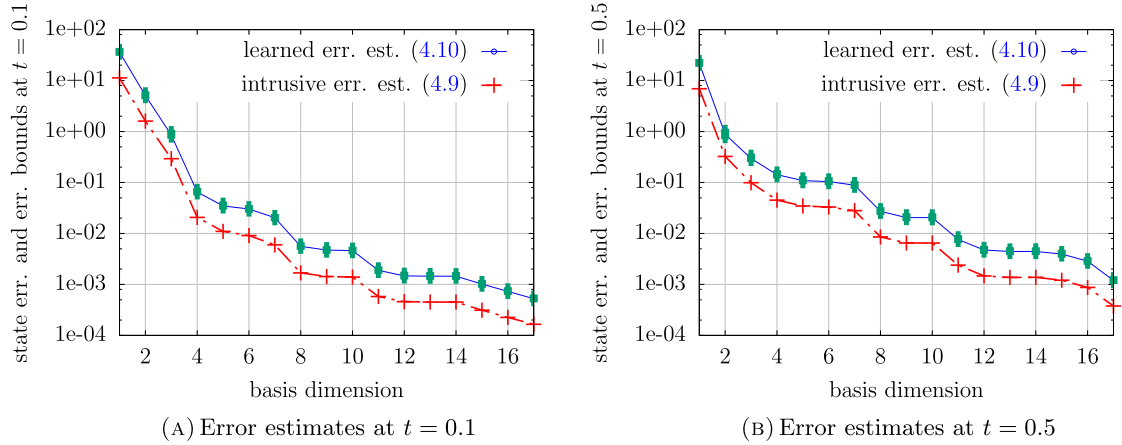 state err. and err. bounds at t = 0.1
1e+02
1e+01
1e+00
1e-01
1e-02
1e-03
1e-04
learned err. est. (4.10)
intrusive err. est. (4.9)
2 4 6 8 10 12 14 16
basis dimension
(A) Error estimates at t = 0.1
state err. and err. bounds at t = 0.5
1e+02
1e+01
1e+00
1e-01
1e-02
1e-03
1e-04
learned err. est. (4.10)
intrusive err. est. (4.9)
2 4 6 8 10 12 14 16
basis dimension
(B) Error estimates at t = 0.5